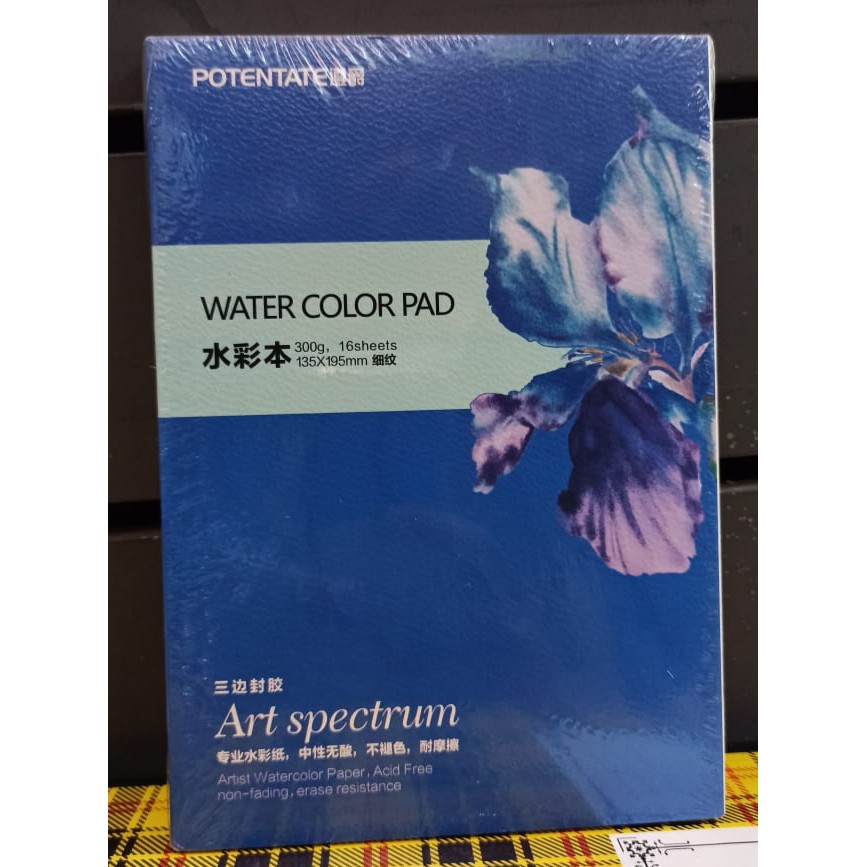 POTENTATE 遄爵
WATER COLOR PAD
水彩本 300g, 16sheets
135X195mm 细纹
三边封胶
Art spectrum
专业水彩纸，中性无酸，不褪色，耐摩擦
Artist Watercolor Paper, Acid Free
non-fading, erase resistance